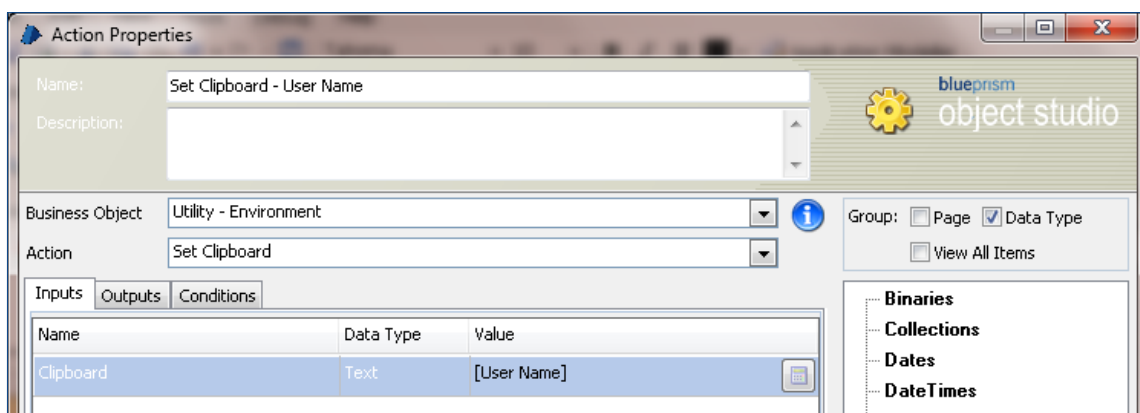 Action Properties
Name:
Set Clipboard - User Name
Description:
blueprism
object studio
Business Object
Utility - Environment
Group:
Page
Data Type
Action
Set Clipboard
View All Items
Inputs
Outputs
Conditions
Name
Data Type
Value
Clipboard
Text
[User Name]
Binaries
Collections
Dates
DateTimes